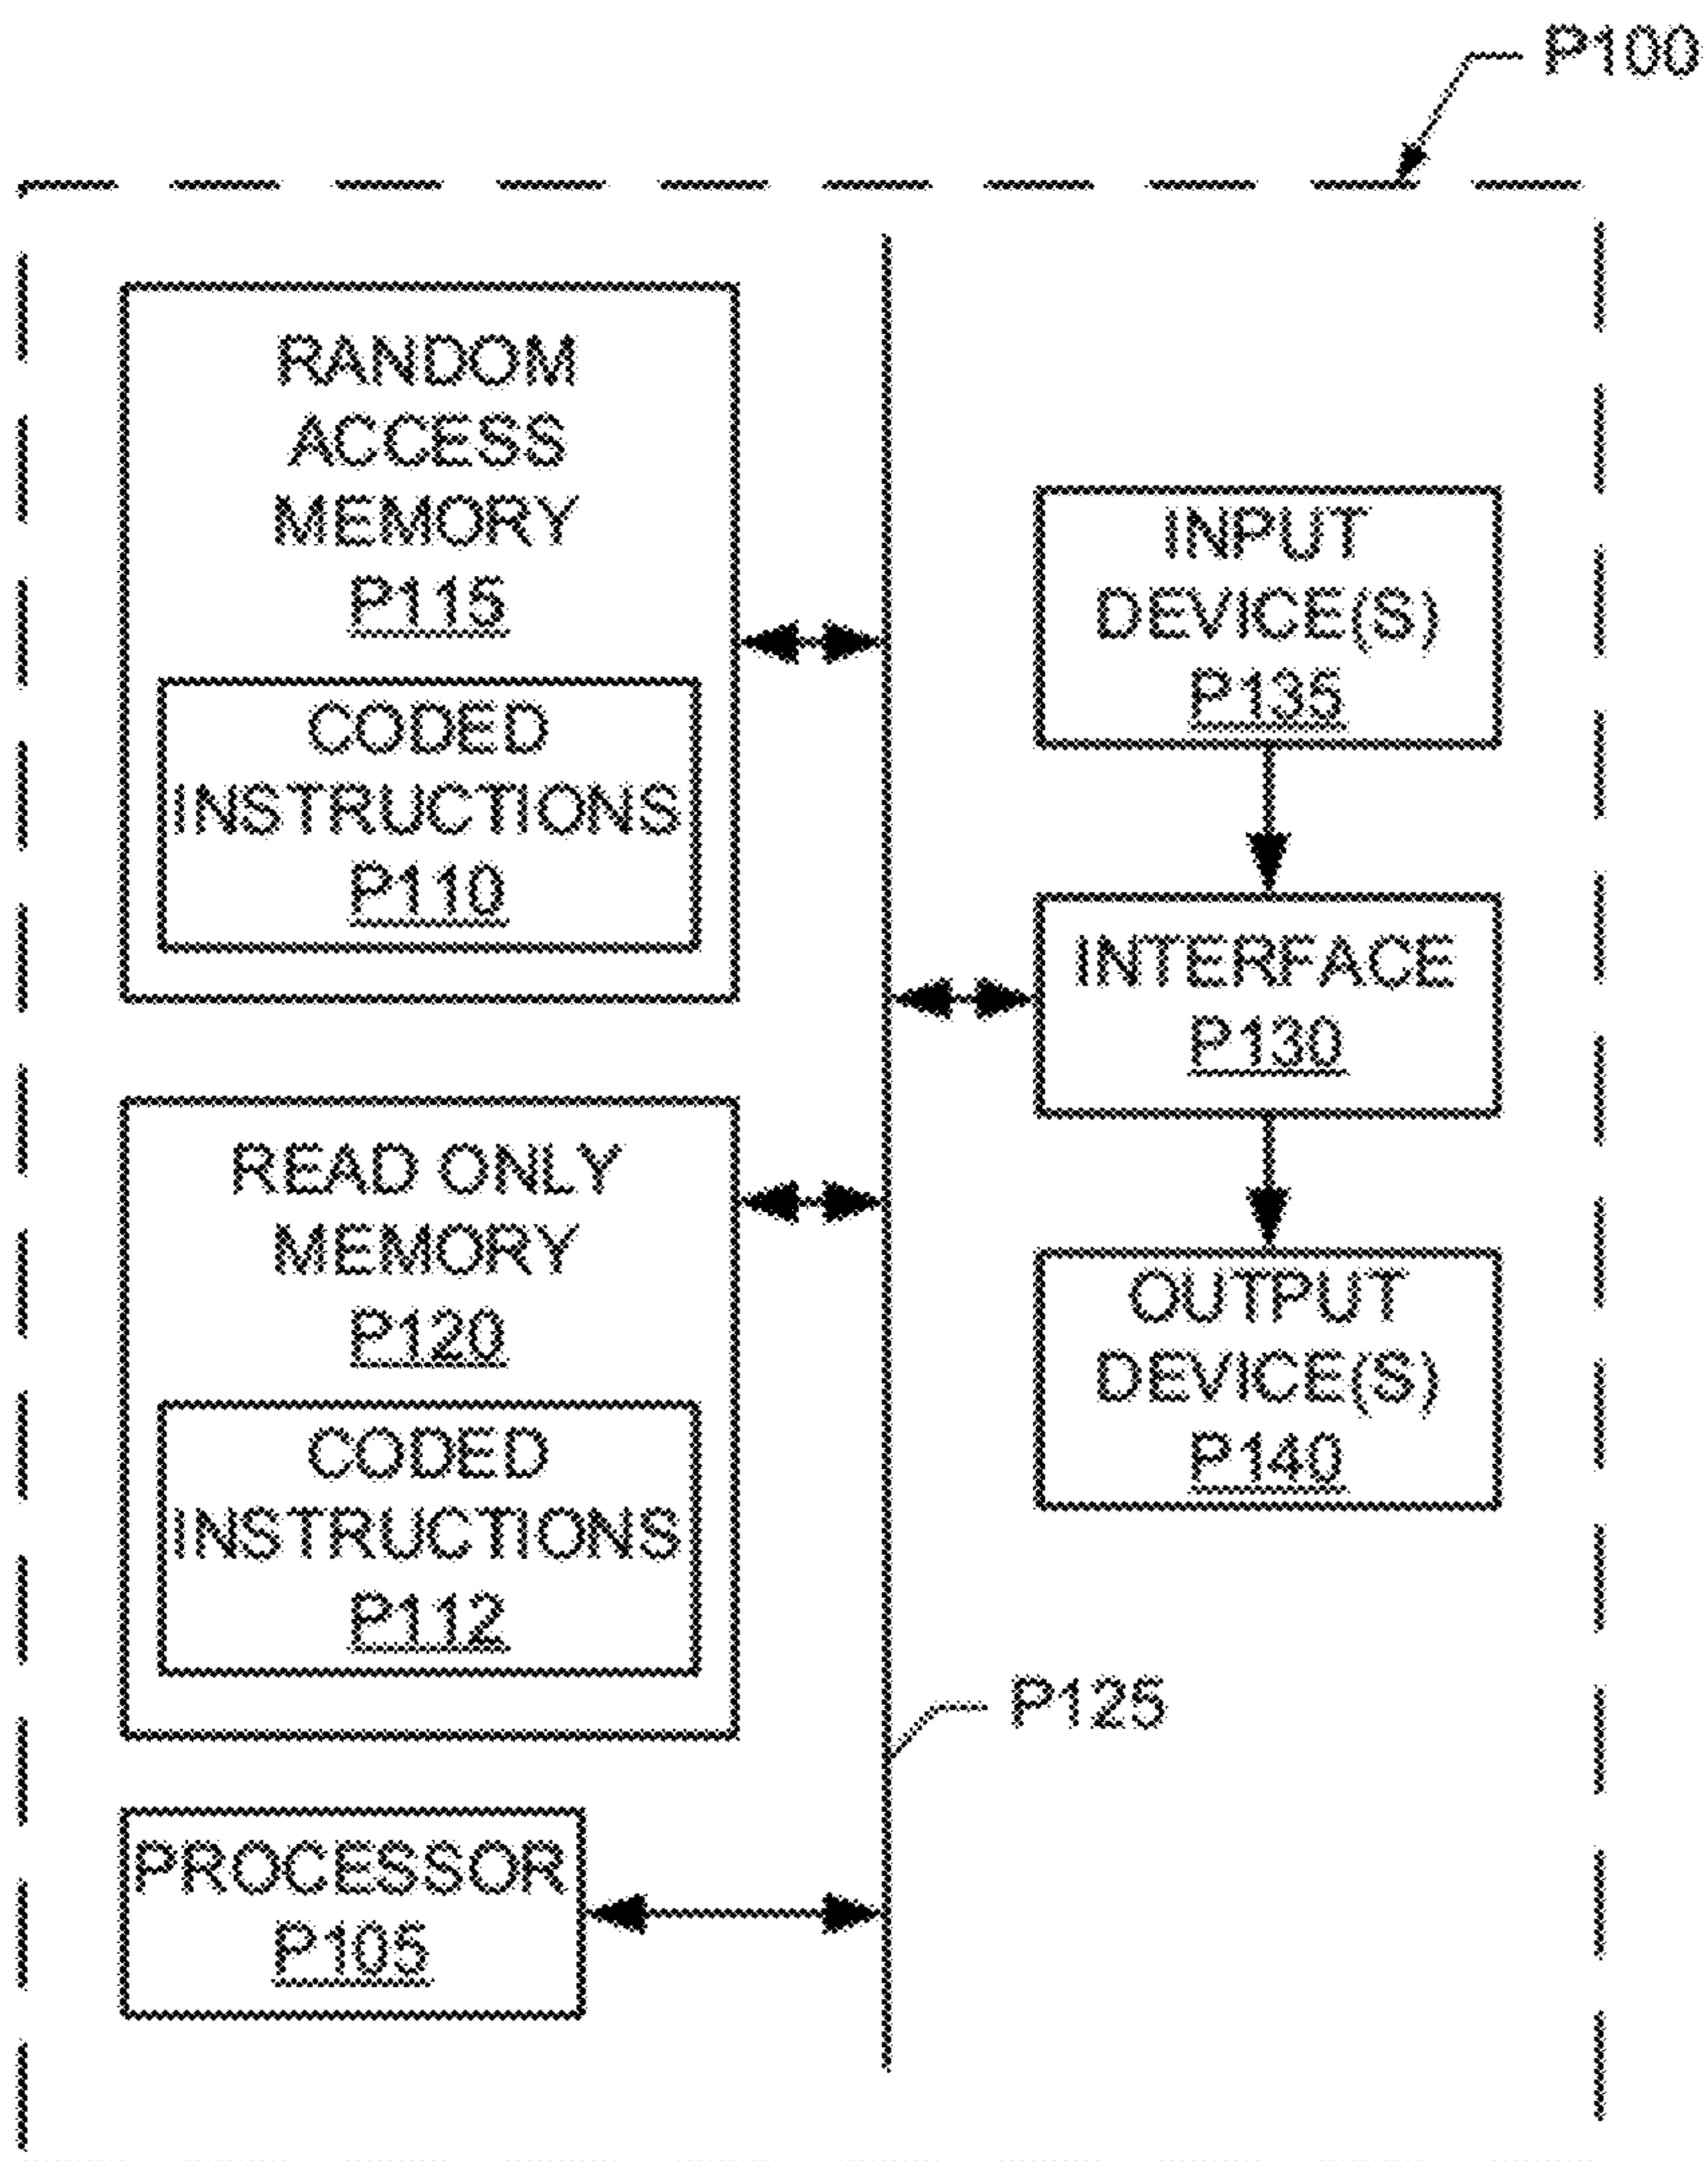 P100
RANDOM
ACCESS
MEMORY
P115
CODED
INSTRUCTIONS
P110
READ ONLY
MEMORY
P120
CODED
INSTRUCTIONS
P112
PROCESSOR
P105
INPUT
DEVICE(S)
P135
INTERFACE
P130
OUTPUT
DEVICE(S)
P140
P125